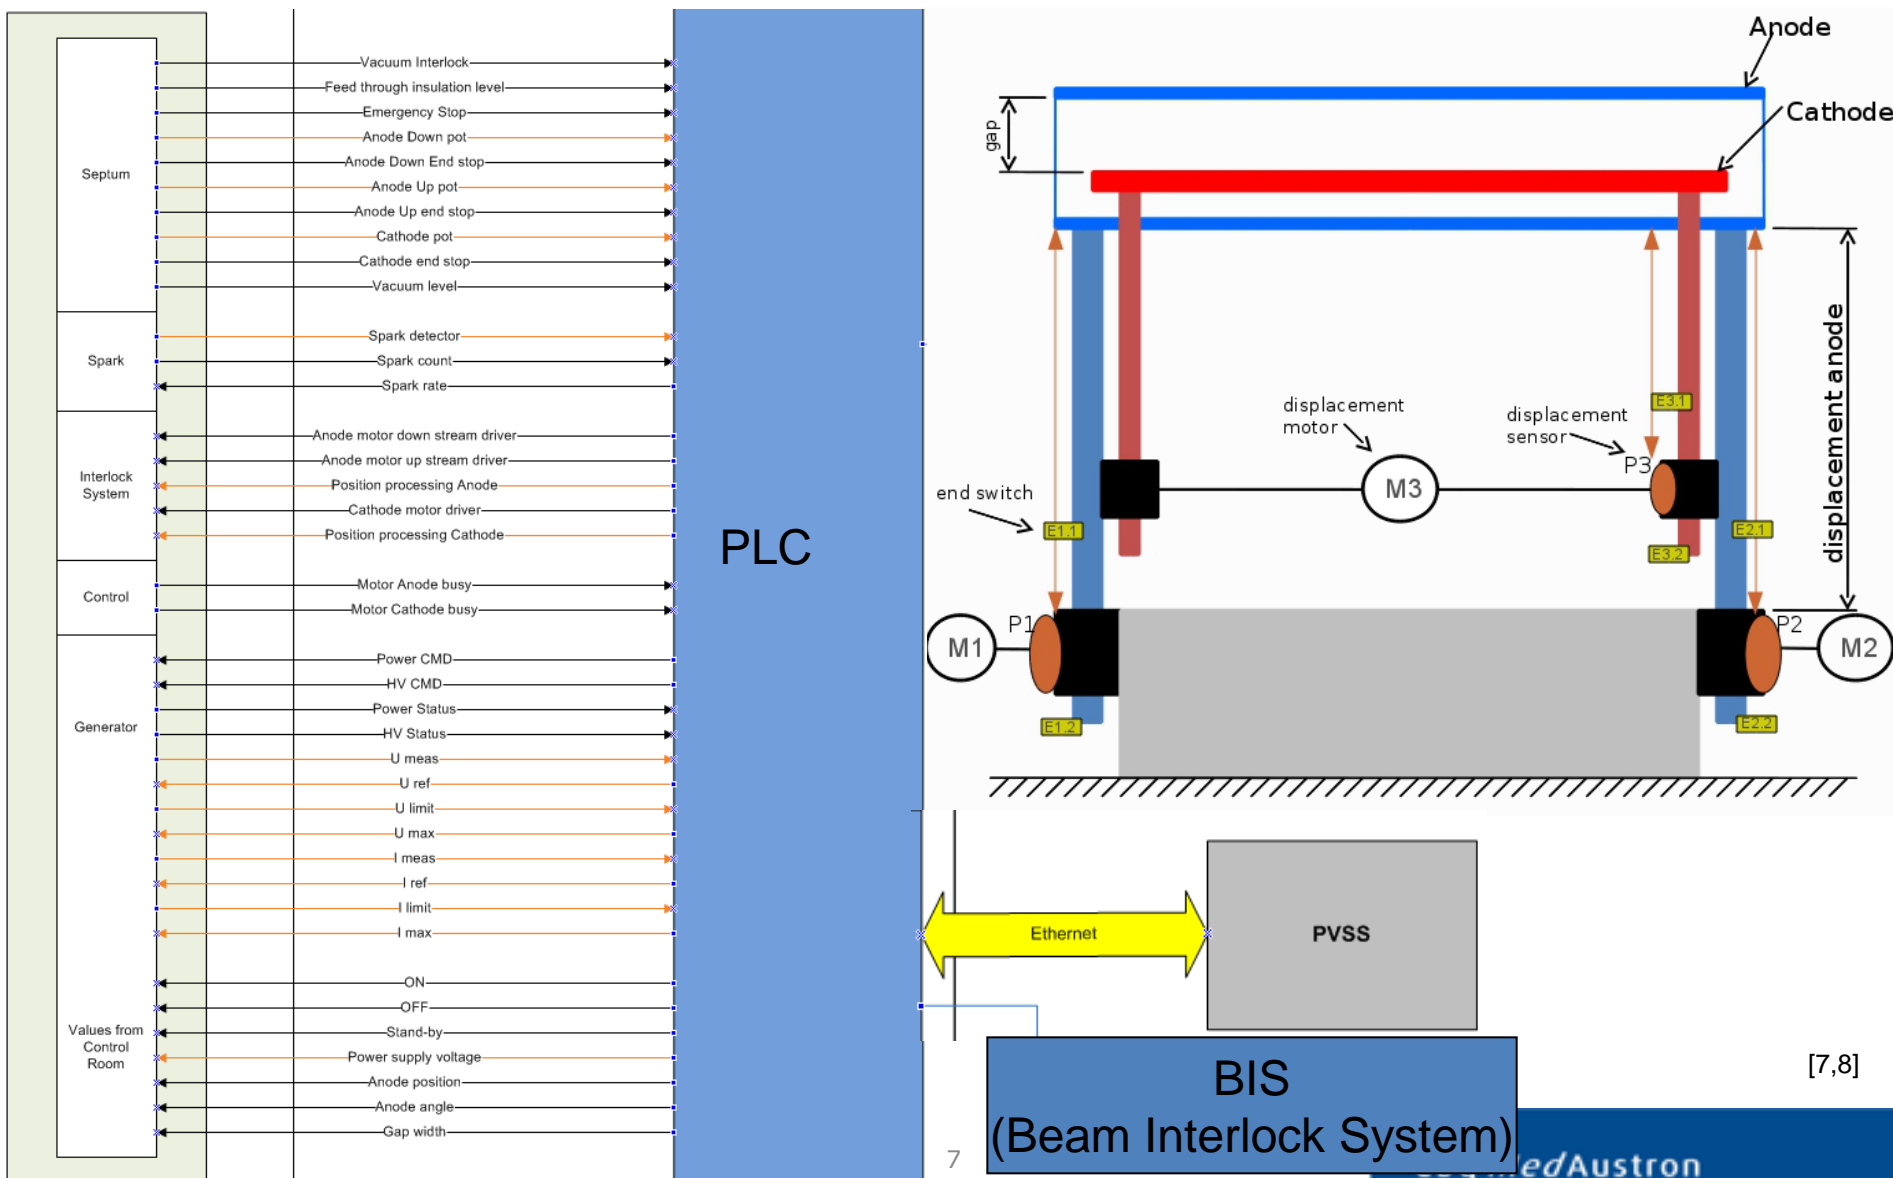 Septum
Vacuum Interlock
Feed through insulation level
Emergency Stop
Anode Down pot
Anode Down End stop
Anode Up pot
Anode Up end stop
Cathode pot
Cathode end stop
Vacuum level
Spark
Spark detector
Spark count
Spark rate
Interlock
System
Anode motor down stream driver
Anode motor up stream driver
Position processing Anode
Cathode motor driver
Position processing Cathode
Control
Motor Anode busy
Motor Cathode busy
Generator
Power CMD
HV CMD
Power Status
HV Status
U meas
U ref
U limit
U max
I meas
I ref
I limit
I max
Values from
Control
Room
ON
OFF
Stand-by
Power supply voltage
Anode position
Anode angle
Gap width
PLC
Anode
Cathode
gap
displacement anode
displacement
motor
displacement
sensor
end switch
E3.1
P3
M3
E1.1
E2.1
E3.2
P1
P2
M1
M2
E1.2
E2.2
Ethernet
PVSS
BIS
(Beam Interlock System)
[7,8]
7
MedAustron